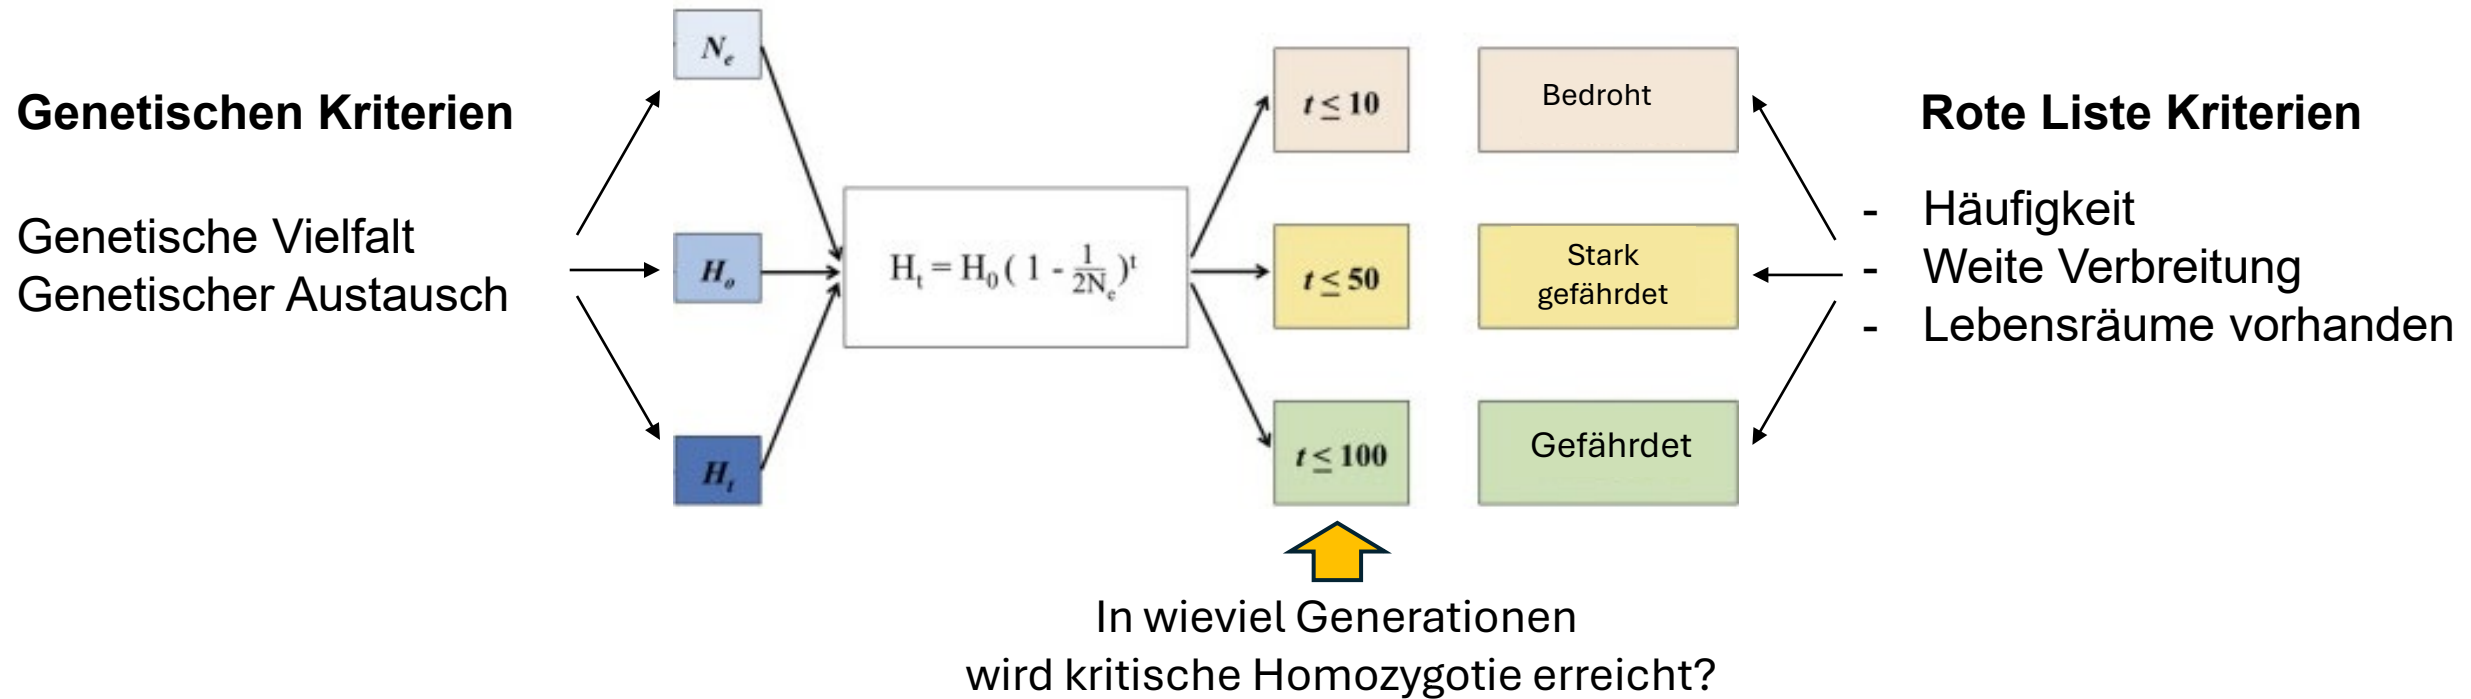 Genetischen Kriterien
Genetische Vielfalt
Genetischer Austausch
Nₑ
Hₒ
Hₜ
Hₜ = H₀ ( 1 - 1/2Nₑ )ᵗ
t ≤ 10
t ≤ 50
t ≤ 100
Bedroht
Stark
gefährdet
Gefährdet
Rote Liste Kriterien
- Häufigkeit
- Weite Verbreitung
- Lebensräume vorhanden
In wieviel Generationen
wird kritische Homozygotie erreicht?